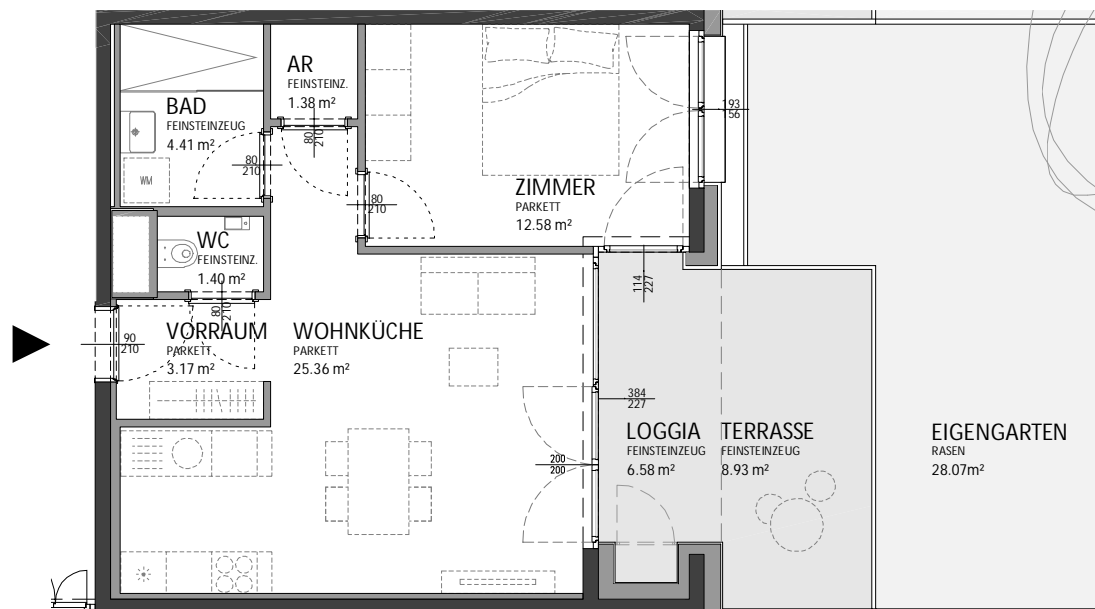 BAD
FEINSTEINZEUG
4.41 m²
WM
80
210
AR
FEINSTEINZ.
1.38 m²
80
210
ZIMMER
PARKETT
12.58 m²
80
210
193
156
WC
FEINSTEINZ.
1.40 m²
80
210
114
227
90
210
VORRAUM
PARKETT
3.17 m²
WOHNKÜCHE
PARKETT
25.36 m²
384
227
200
200
LOGGIA
FEINSTEINZEUG
6.58 m²
TERRASSE
FEINSTEINZEUG
8.93 m²
EIGENGARTEN
RASEN
28.07m²